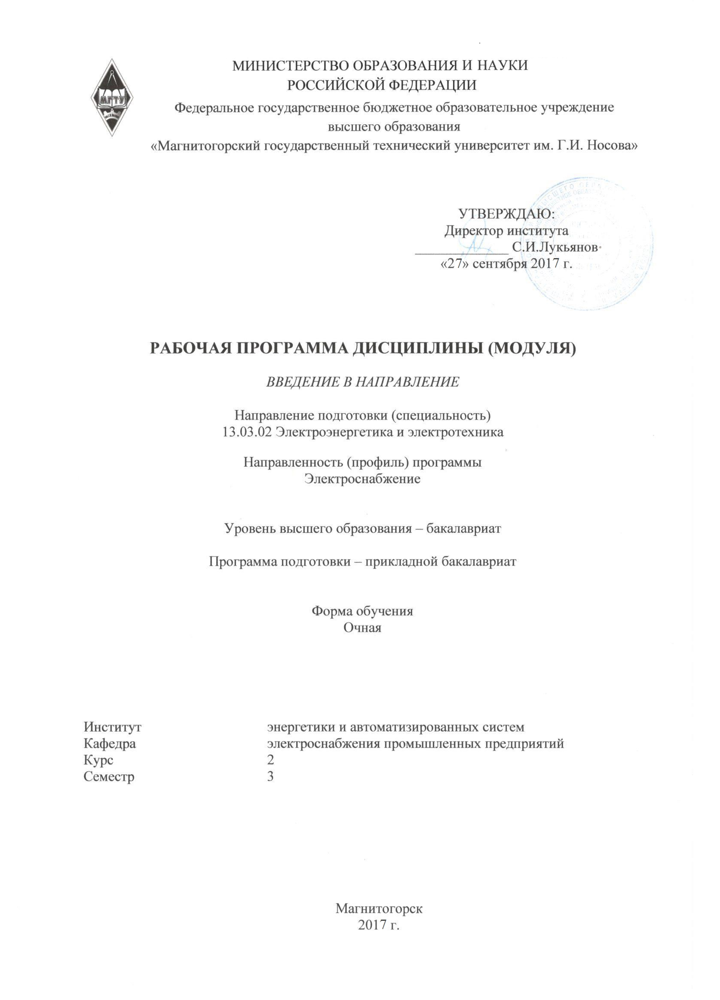 МИНИСТЕРСТВО ОБРАЗОВАНИЯ И НАУКИ
РОССИЙСКОЙ ФЕДЕРАЦИИ
Федеральное государственное бюджетное образовательное учреждение
высшего образования
«Магнитогорский государственный технический университет им. Г.И. Носова»
МГТУ
УТВЕРЖДАЮ:
Директор института
______________ С.И.Лукьянов
«27» сентября 2017 г.
РАБОЧАЯ ПРОГРАММА ДИСЦИПЛИНЫ (МОДУЛЯ)
ВВЕДЕНИЕ В НАПРАВЛЕНИЕ
Направление подготовки (специальность)
13.03.02 Электроэнергетика и электротехника
Направленность (профиль) программы
Электроснабжение
Уровень высшего образования – бакалавриат
Программа подготовки – прикладной бакалавриат
Форма обучения
Очная
Институт энергетики и автоматизированных систем
Кафедра электроснабжения промышленных предприятий
Курс 2
Семестр 3
Магнитогорск
2017 г.